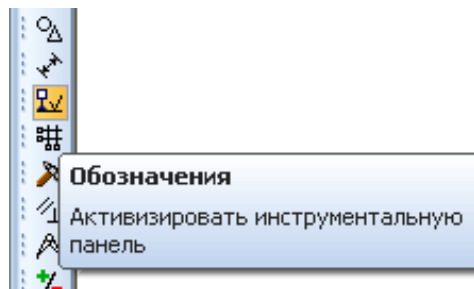 Обозначения
Активизировать инструментальную
панель